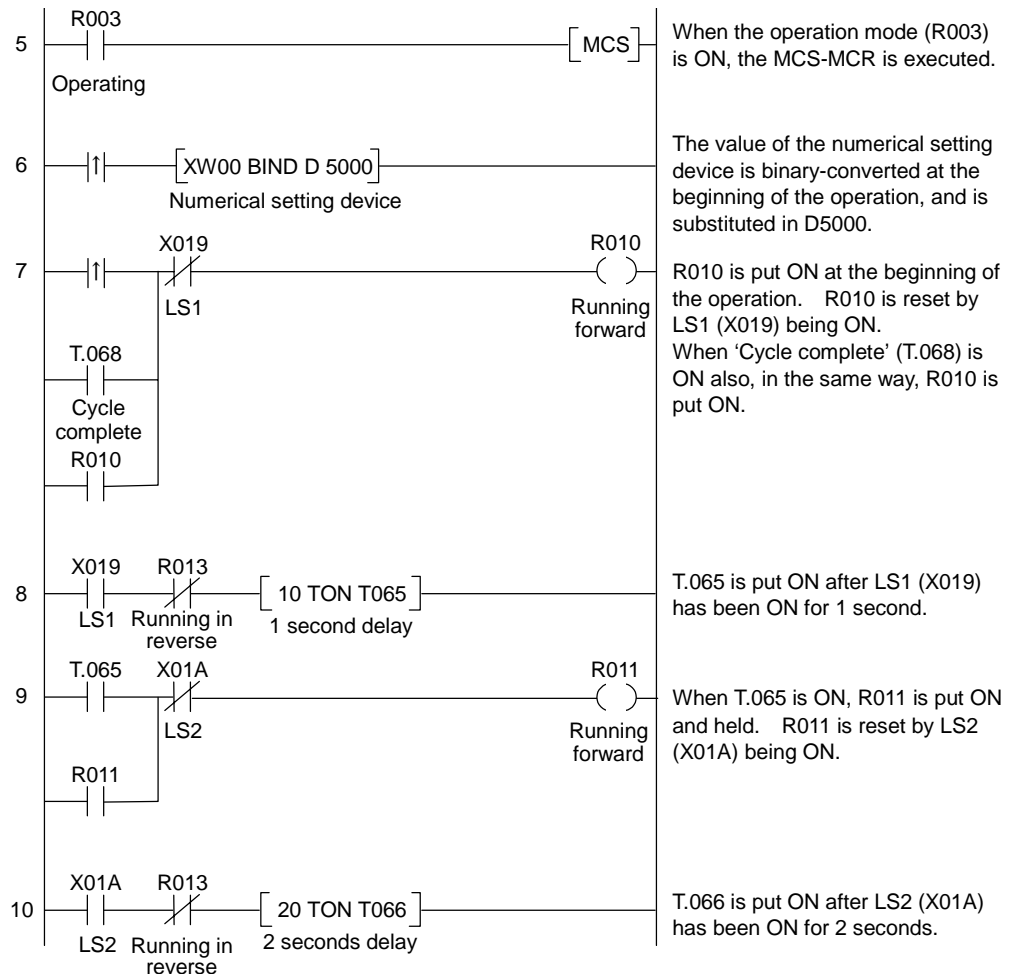 R003
5
[ MCS ]
Operating
When the operation mode (R003)
is ON, the MCS-MCR is executed.
6
↑
XW00 BIND D 5000
Numerical setting device
The value of the numerical setting
device is binary-converted at the
beginning of the operation, and is
substituted in D5000.
X019
R010
7
↑
LS1
Running
forward
T.068
Cycle
complete
R010
R010 is put ON at the beginning of
the operation. R010 is reset by
LS1 (X019) being ON.
When ‘Cycle complete’ (T.068) is
ON also, in the same way, R010 is
put ON.
X019 R013
8
10 TON T065
LS1 Running in
reverse
1 second delay
T.065 is put ON after LS1 (X019)
has been ON for 1 second.
T.065 X01A
R011
9
LS2
Running
forward
R011
When T.065 is ON, R011 is put ON
and held. R011 is reset by LS2
(X01A) being ON.
X01A R013
10
20 TON T066
LS2 Running in
reverse
2 seconds delay
T.066 is put ON after LS2 (X01A)
has been ON for 2 seconds.